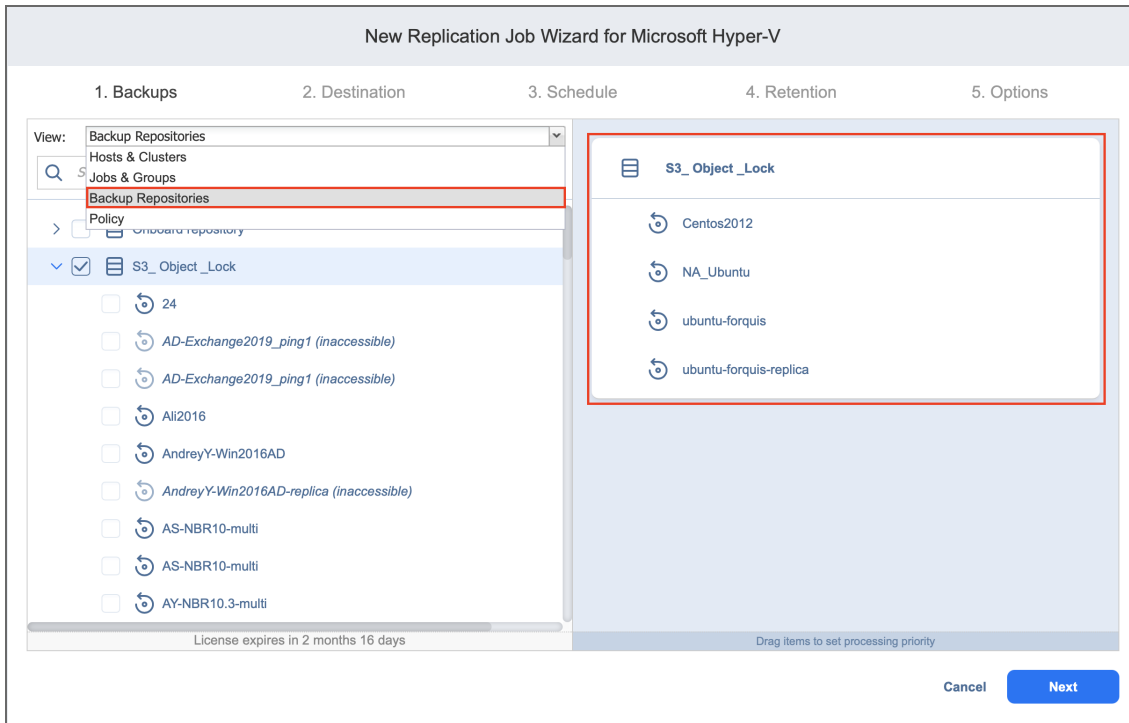 New Replication Job Wizard for Microsoft Hyper-V
1. Backups 2. Destination 3. Schedule 4. Retention 5. Options
View: Backup Repositories
Hosts & Clusters
Jobs & Groups
Backup Repositories
Policy
Onboard repository
S3_ Object _Lock
24
AD-Exchange2019_ping1 (inaccessible)
AD-Exchange2019_ping1 (inaccessible)
Ali2016
AndreyY-Win2016AD
AndreyY-Win2016AD-replica (inaccessible)
AS-NBR10-multi
AS-NBR10-multi
AY-NBR10.3-multi
License expires in 2 months 16 days
S3_ Object _Lock
Centos2012
NA_Ubuntu
ubuntu-forquis
ubuntu-forquis-replica
Drag items to set processing priority
Cancel Next